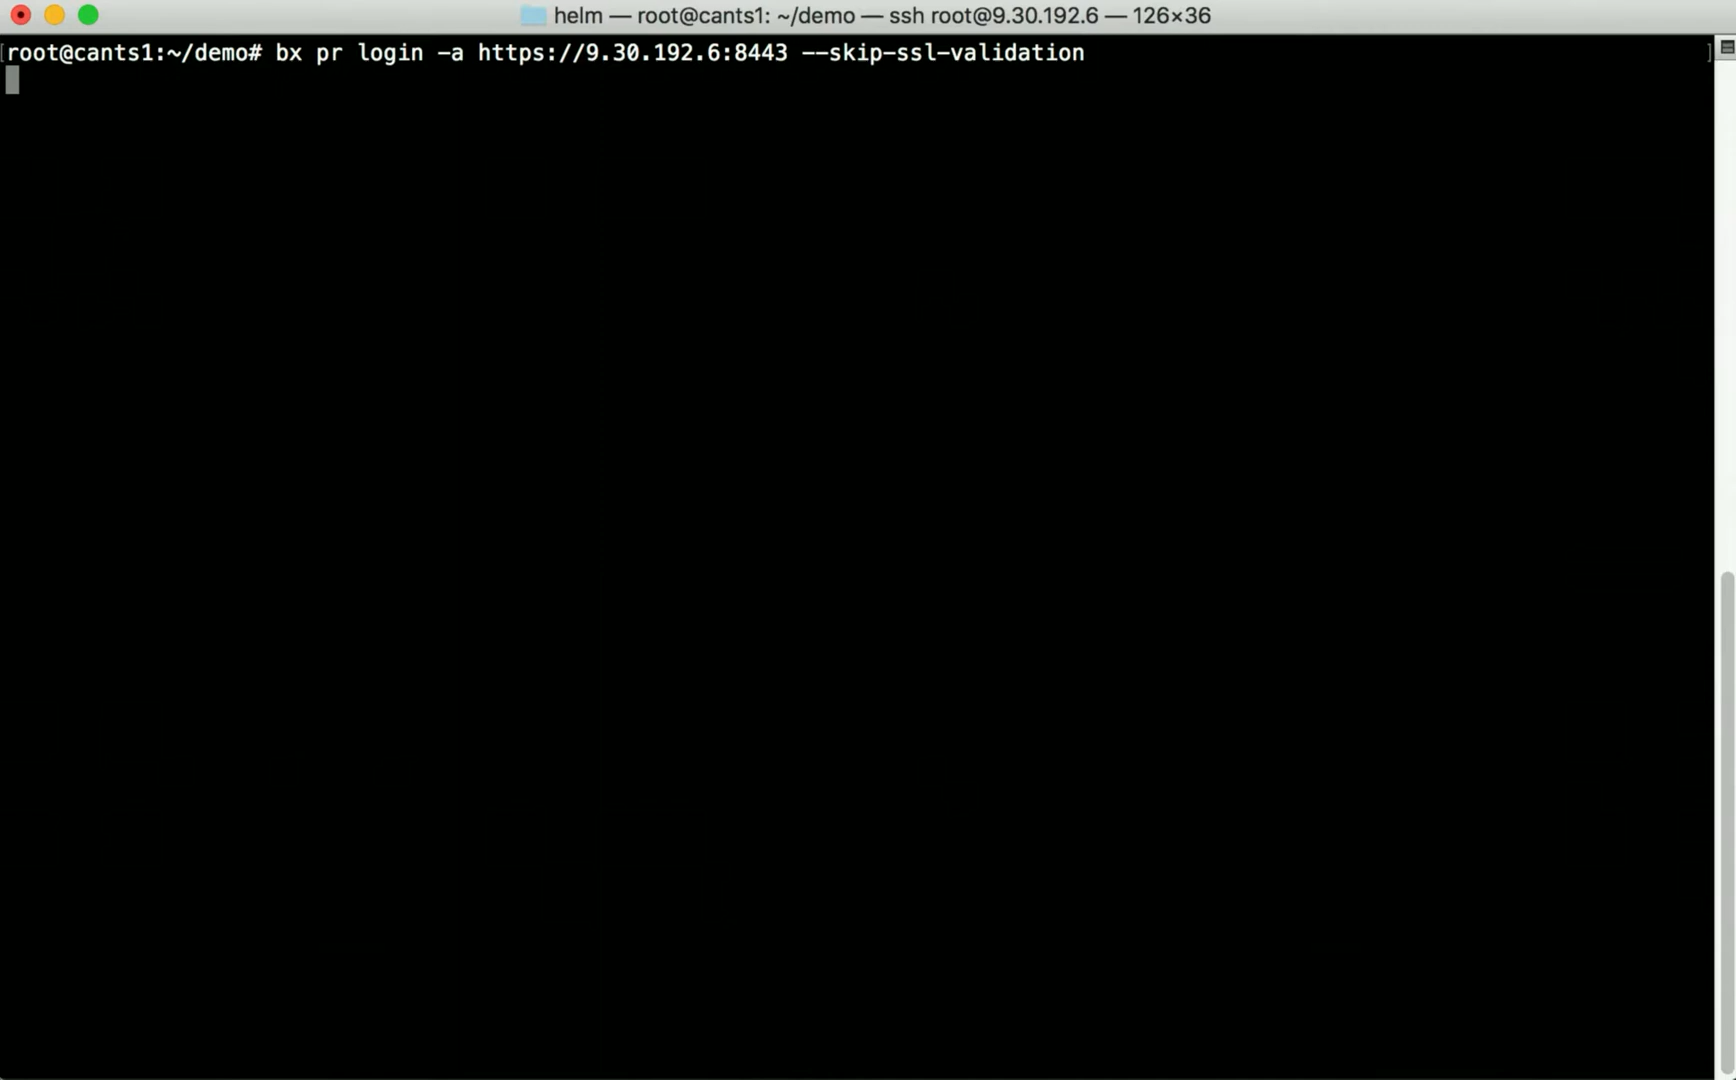 helm — root@cants1: ~/demo — ssh root@9.30.192.6 — 126×36
[root@cants1:~/demo# bx pr login -a https://9.30.192.6:8443 --skip-ssl-validation ]